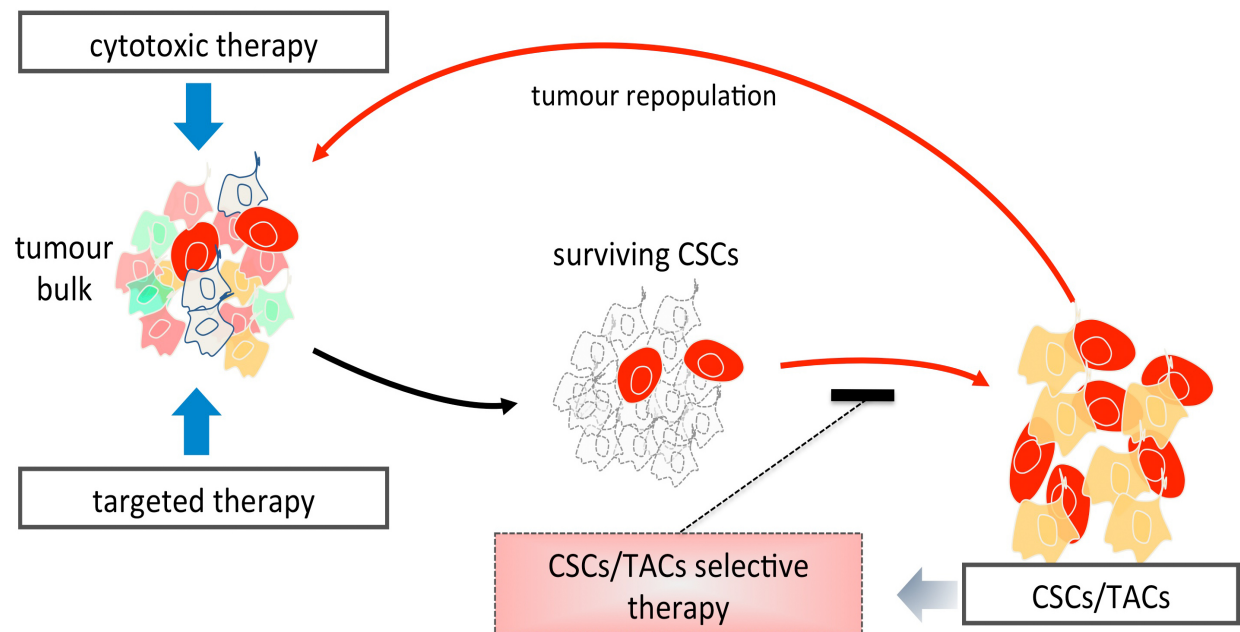 cytotoxic therapy
tumour repopulation
tumour
bulk
surviving CSCs
targeted therapy
CSCs/TACs selective
therapy
CSCs/TACs